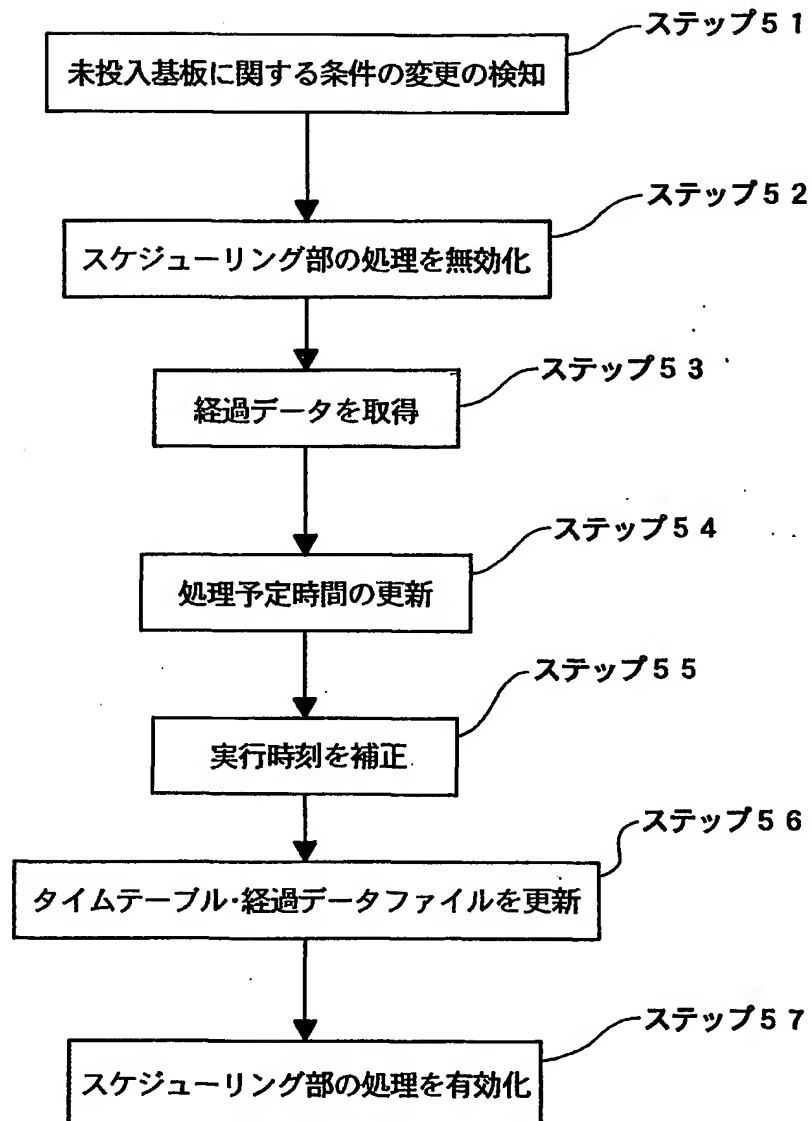 ステップ51
未投入基板に関する条件の変更の検知
ステップ52
スケジューリング部の処理を無効化
ステップ53
経過データを取得
ステップ54
処理予定時間の更新
ステップ55
実行時刻を補正
ステップ56
タイムテーブル・経過データファイルを更新
ステップ57
スケジューリング部の処理を有効化